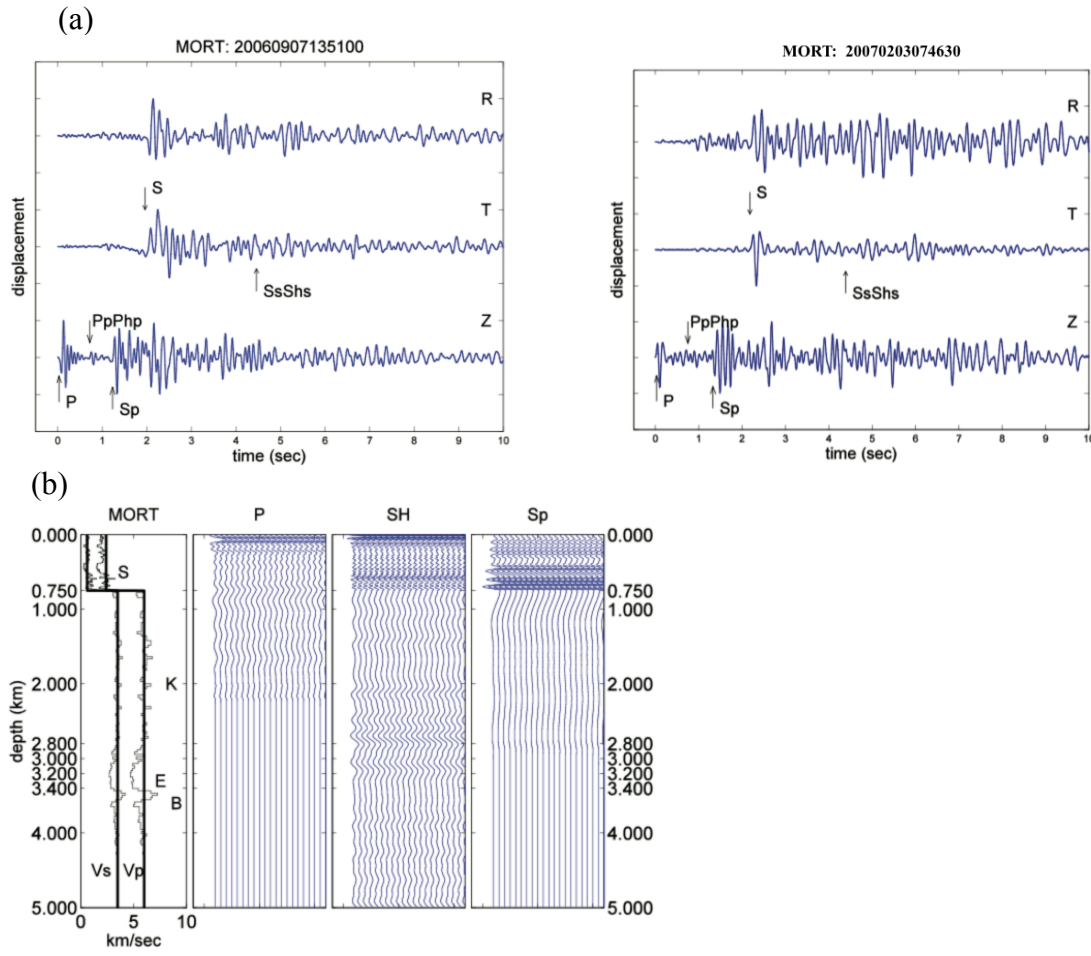 (a)
MORT: 20060907135100
R
S
T
SsShs
PpPhp
Z
P
Sp
displacement
0 1 2 3 4 5 6 7 8 9 10
time (sec)
MORT: 20070203074630
R
S
T
SsShs
PpPhp
Z
P
Sp
displacement
0 1 2 3 4 5 6 7 8 9 10
time (sec)
(b)
MORT P SH Sp
0.000 0.000
S
0.750 0.750
1.000 1.000
2.000 K 2.000
2.800 2.800
3.000 3.000
3.200 3.200
E
3.400 3.400
B
4.000 4.000
Vs Vp
5.000 5.000
depth (km)
0 5 10
km/sec